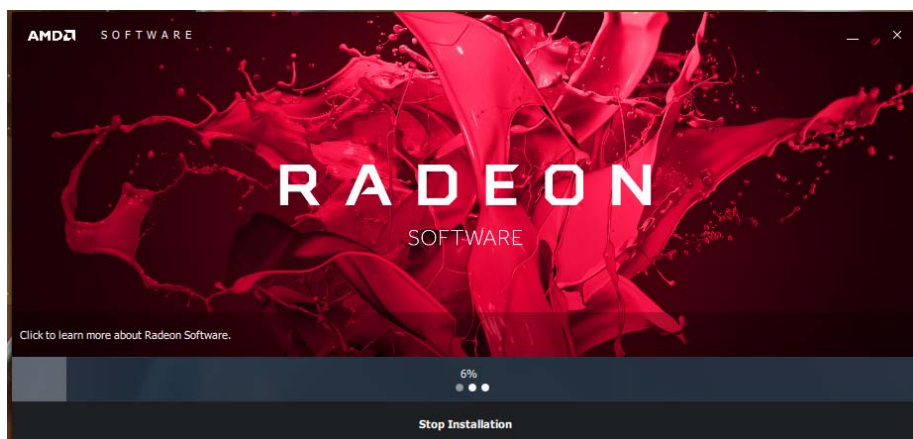 AMD SOFTWARE
RADEON
SOFTWARE
Click to learn more about Radeon Software.
6%
Stop Installation